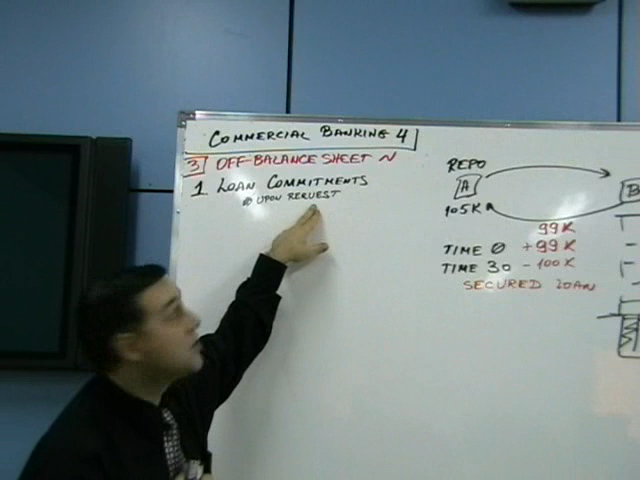 COMMERCIAL BANKING 4
3 OFF-BALANCE SHEET N
1 LOAN COMMITMENTS
UPON REQUEST
REPO
A
B
105K
99K
TIME 0 +99K
TIME 30 -100K
SECURED LOAN